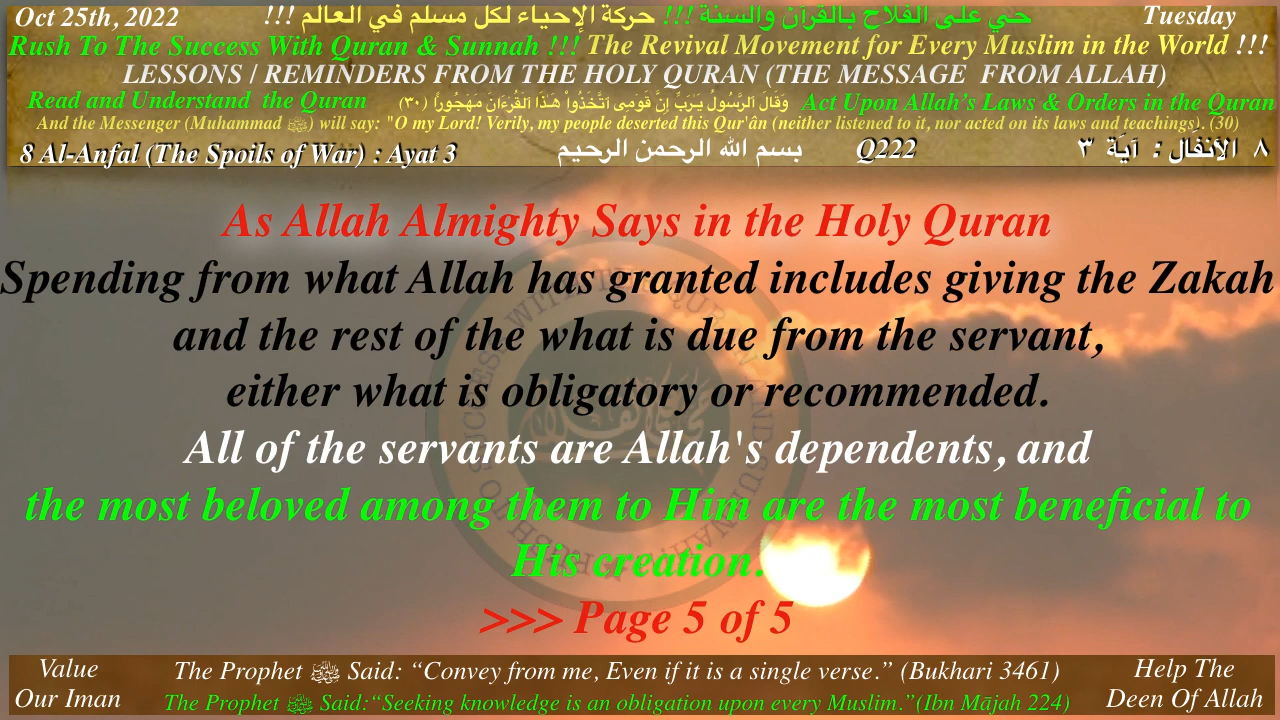 Oct 25th, 2022
حي على الفلاح بالقرآن والسنة !!! حركة الإحياء لكل مسلم في العالم !!!
Tuesday
Rush To The Success With Quran & Sunnah !!! The Revival Movement for Every Muslim in the World !!!
LESSONS / REMINDERS FROM THE HOLY QURAN (THE MESSAGE FROM ALLAH)
Read and Understand the Quran
وَقَالَ ٱلرَّسُولُ يَـٰرَبِّ إِنَّ قَوْمِى ٱتَّخَذُوا۟ هَـٰذَا ٱلْقُرْءَانَ مَهْجُورًا (٣٠)
Act Upon Allah’s Laws & Orders in the Quran
And the Messenger (Muhammad ﷺ) will say: "O my Lord! Verily, my people deserted this Qur'ân (neither listened to it, nor acted on its laws and teachings). (30)
8 Al-Anfal (The Spoils of War) : Ayat 3
بسم الله الرحمن الرحيم
Q222
٨ الأنفَال : آيَة ٣
As Allah Almighty Says in the Holy Quran
Spending from what Allah has granted includes giving the Zakah
and the rest of the what is due from the servant,
either what is obligatory or recommended.
All of the servants are Allah's dependents, and
the most beloved among them to Him are the most beneficial to
His creation.
>>> Page 5 of 5
Value
Our Iman
The Prophet ﷺ Said: “Convey from me, Even if it is a single verse.” (Bukhari 3461)
The Prophet ﷺ Said:“Seeking knowledge is an obligation upon every Muslim.”(Ibn Mājah 224)
Help The
Deen Of Allah